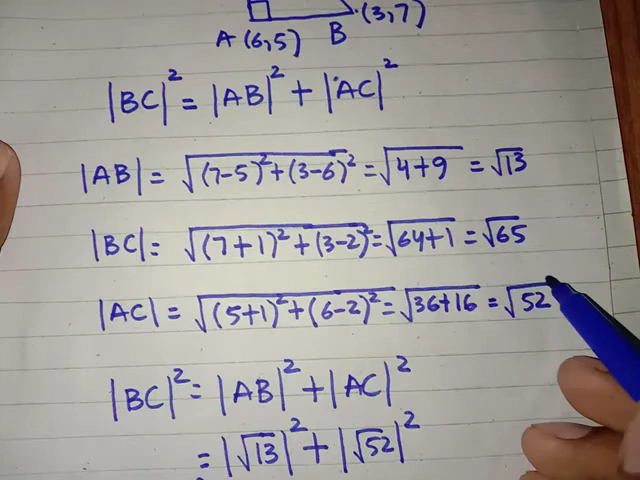 (3,7)
A (6,5) B
|BC|² = |AB|² + |AC|²
|AB| = √(7-5)²+(3-6)² = √4+9 = √13
|BC| = √(7+1)²+(3-2)² = √64+1 = √65
|AC| = √(5+1)²+(6-2)² = √36+16 = √52
|BC|² = |AB|² + |AC|²
= |√13|² + |√52|²